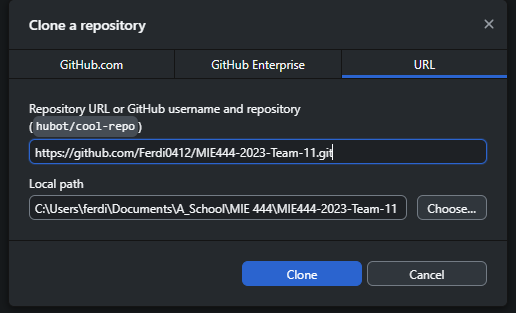 Clone a repository
GitHub.com
GitHub Enterprise
URL
Repository URL or GitHub username and repository
(hubot/cool-repo)
https://github.com/Ferdi0412/MIE444-2023-Team-11.git
Local path
C:\Users\ferdi\Documents\A_School\MIE 444\MIE444-2023-Team-11
Choose...
Clone
Cancel